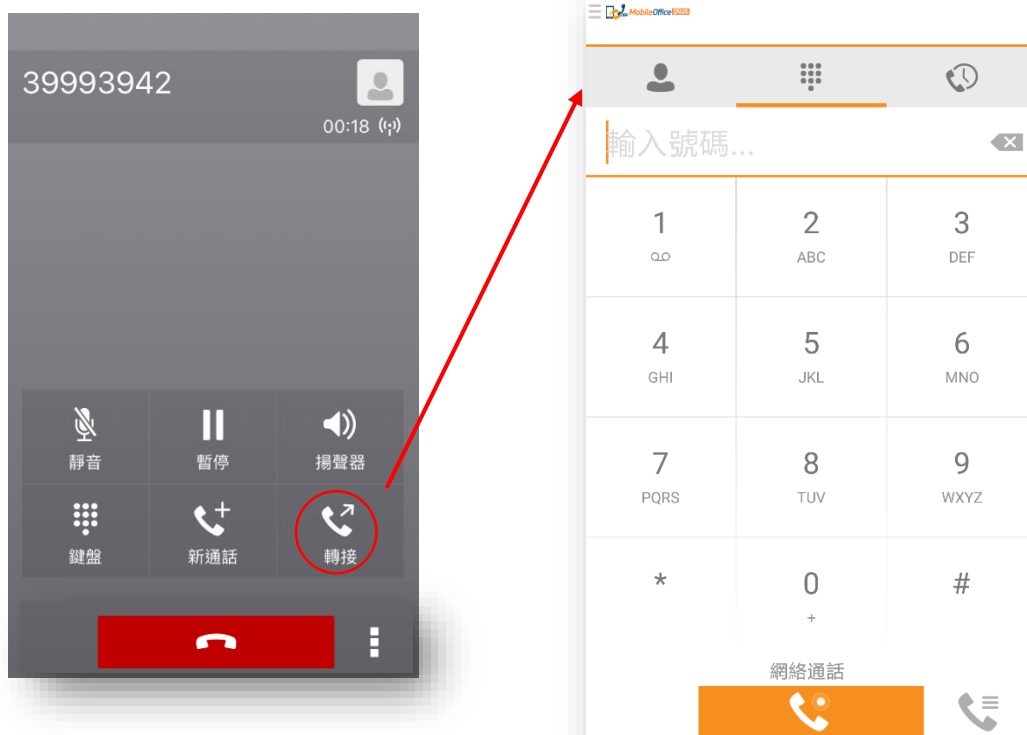 39993942
00:18
靜音
暫停
揚聲器
鍵盤
新通話
轉接
MobileOffice PLUS
輸入號碼...
1
2
ABC
3
DEF
4
GHI
5
JKL
6
MNO
7
PQRS
8
TUV
9
WXYZ
*
0
+
#
網絡通話